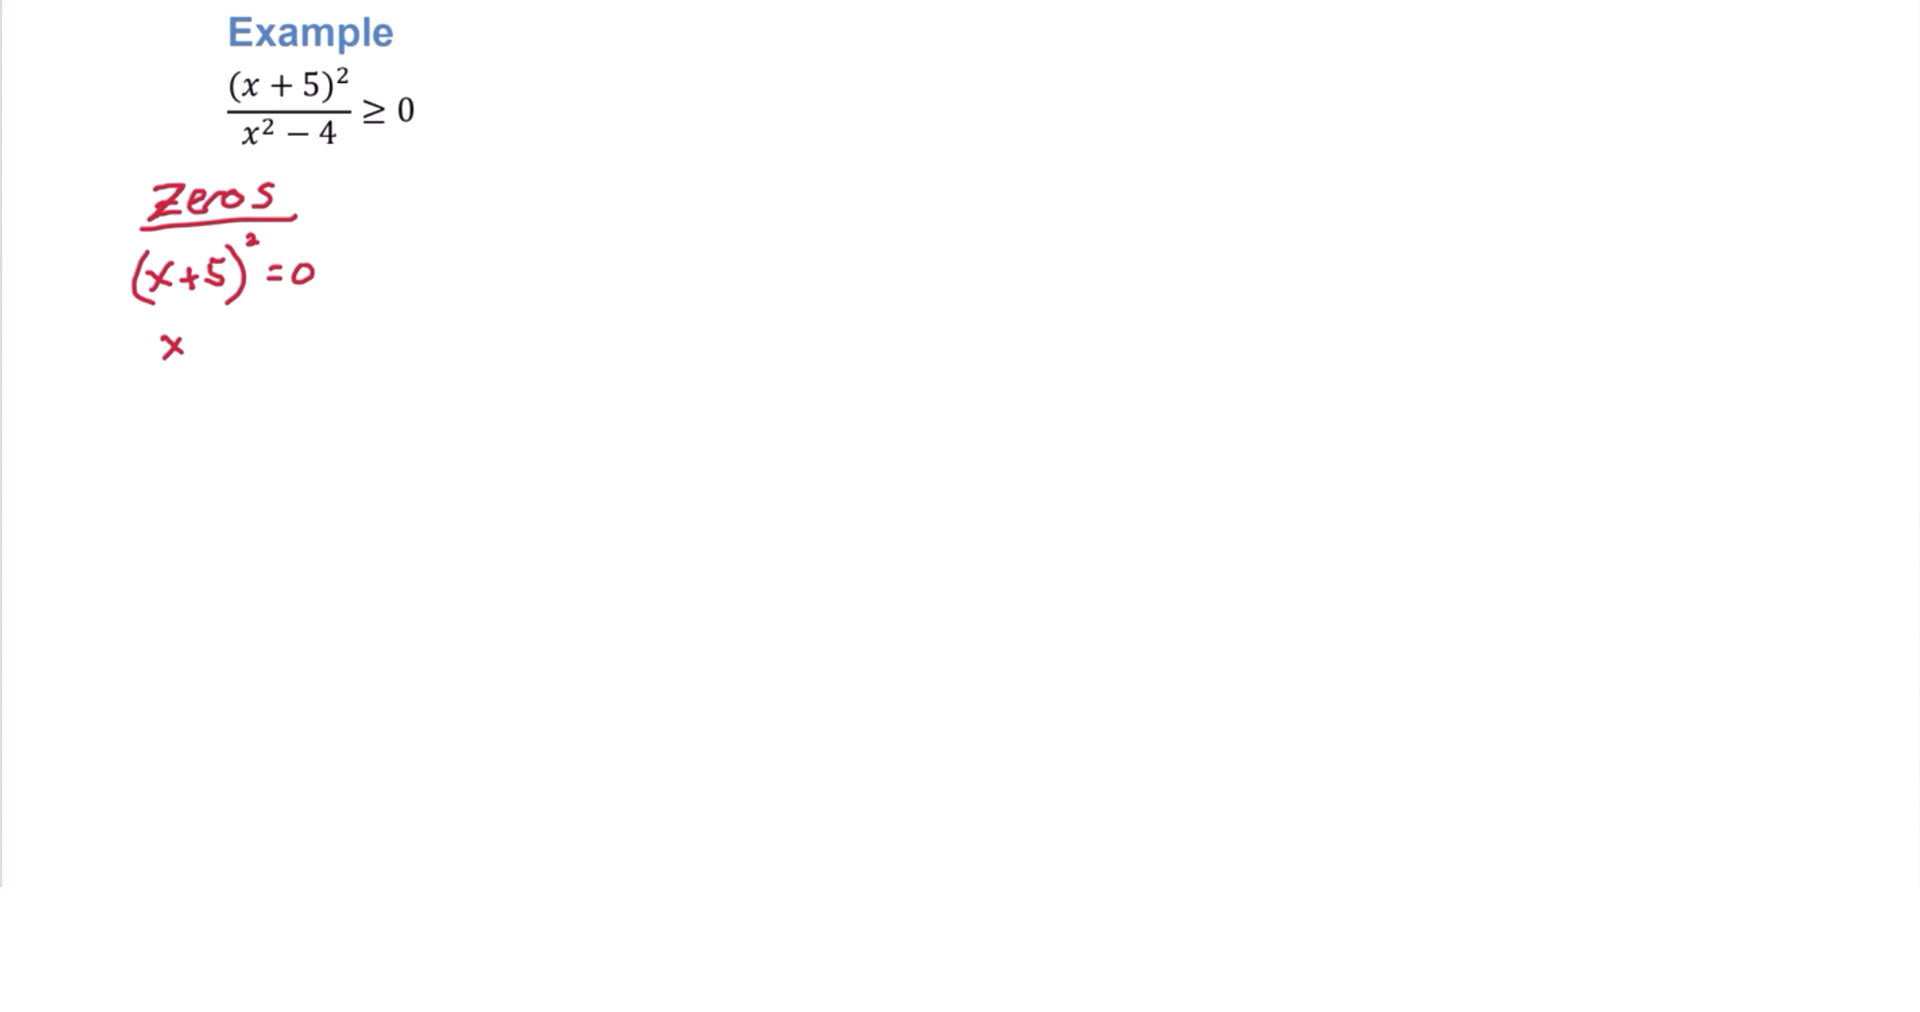 Example
(x + 5)²
x² − 4
≥ 0
Zeros
(x+5)² = 0
x